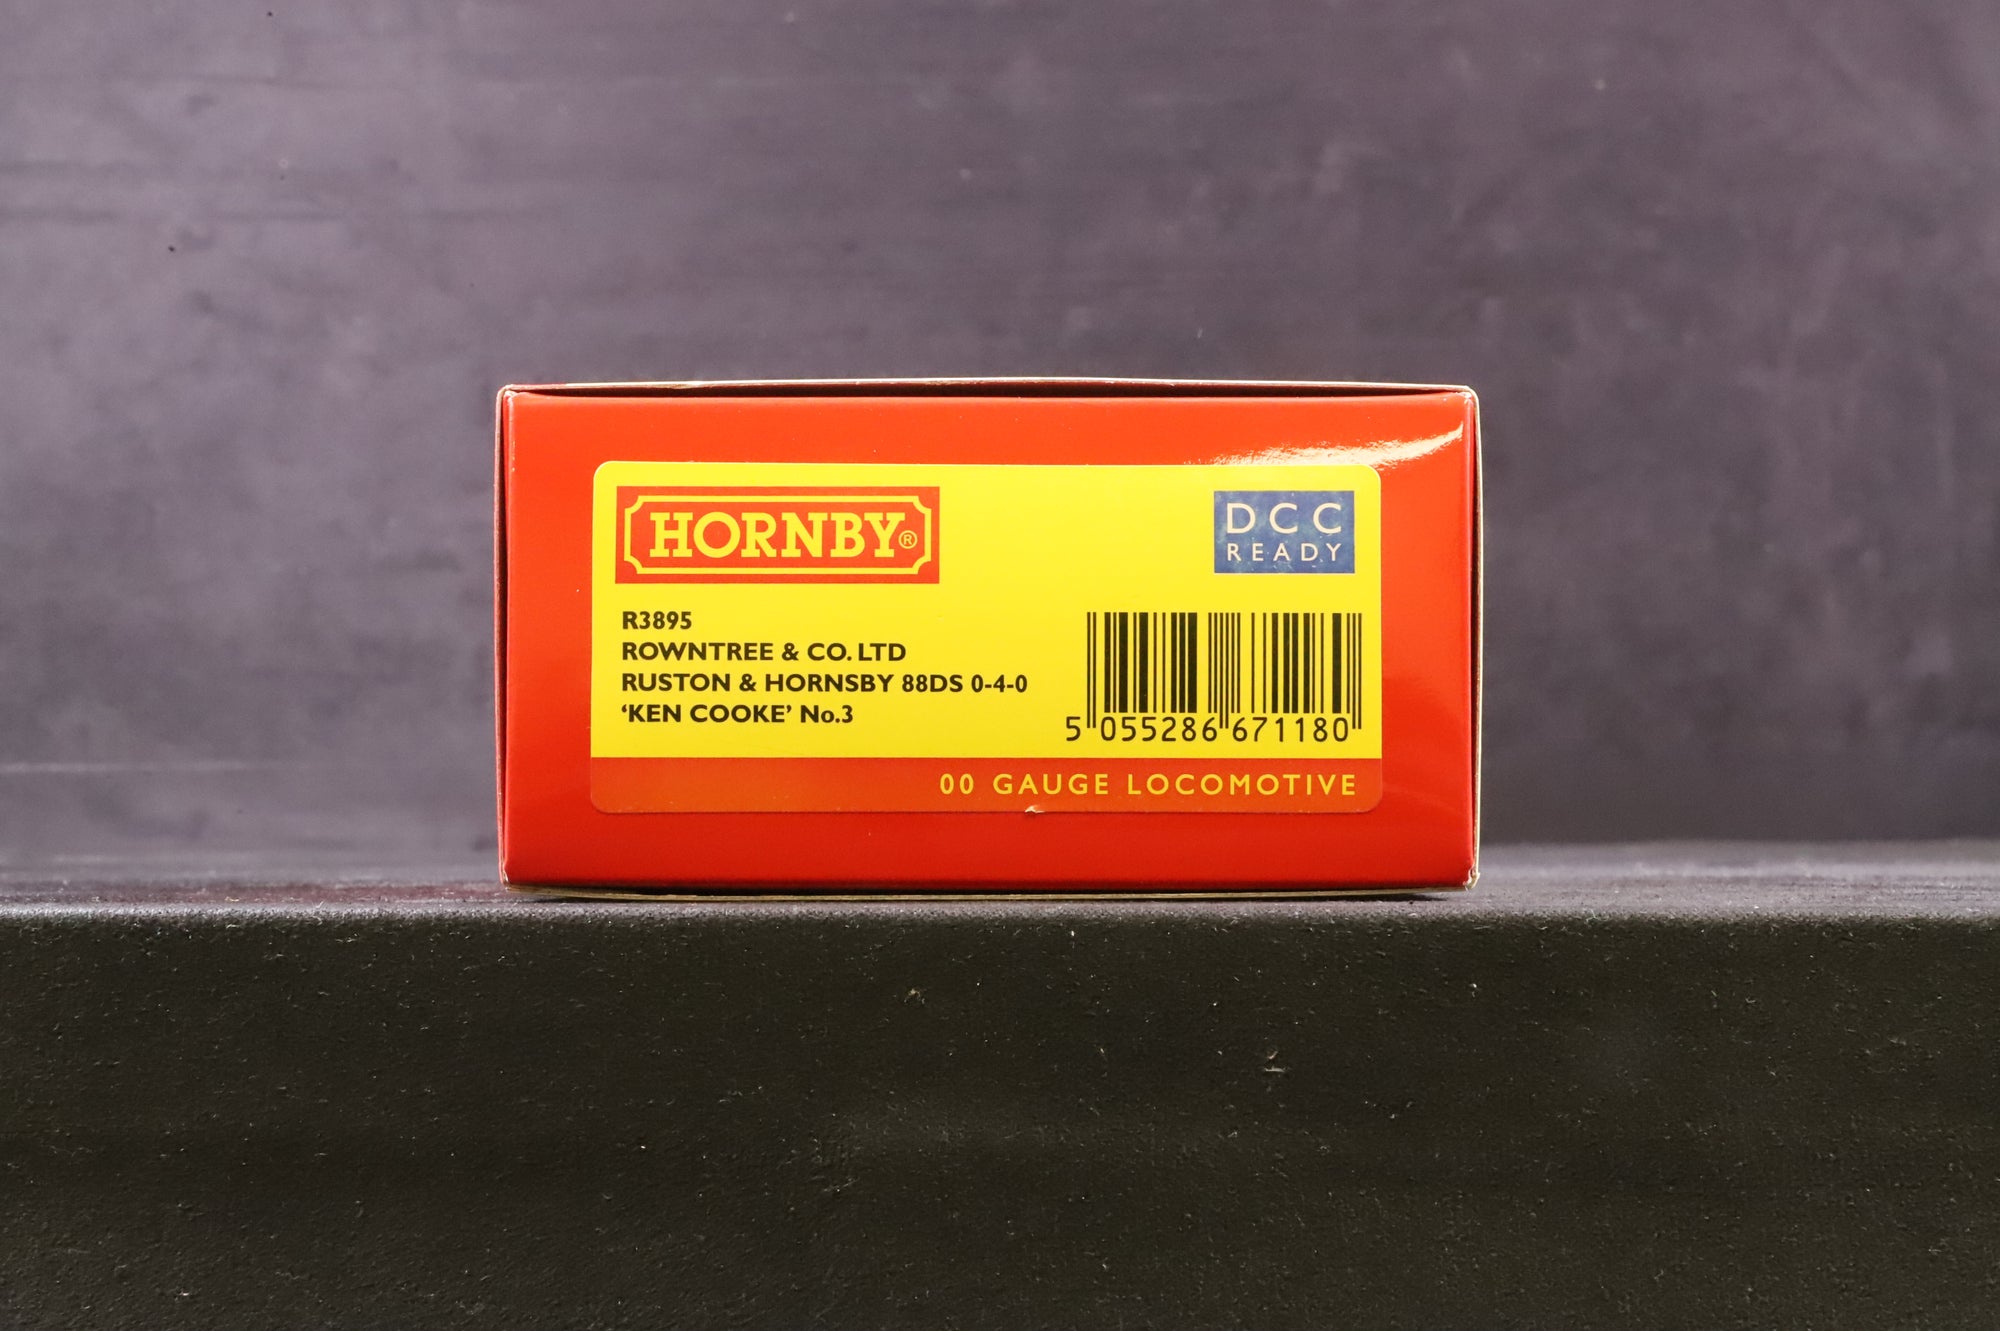 HORNBY®
DCC
READY
R3895
ROWNTREE & CO. LTD
RUSTON & HORNSBY 88DS 0-4-0
‘KEN COOKE’ No.3
5 055286 671180
00 GAUGE LOCOMOTIVE